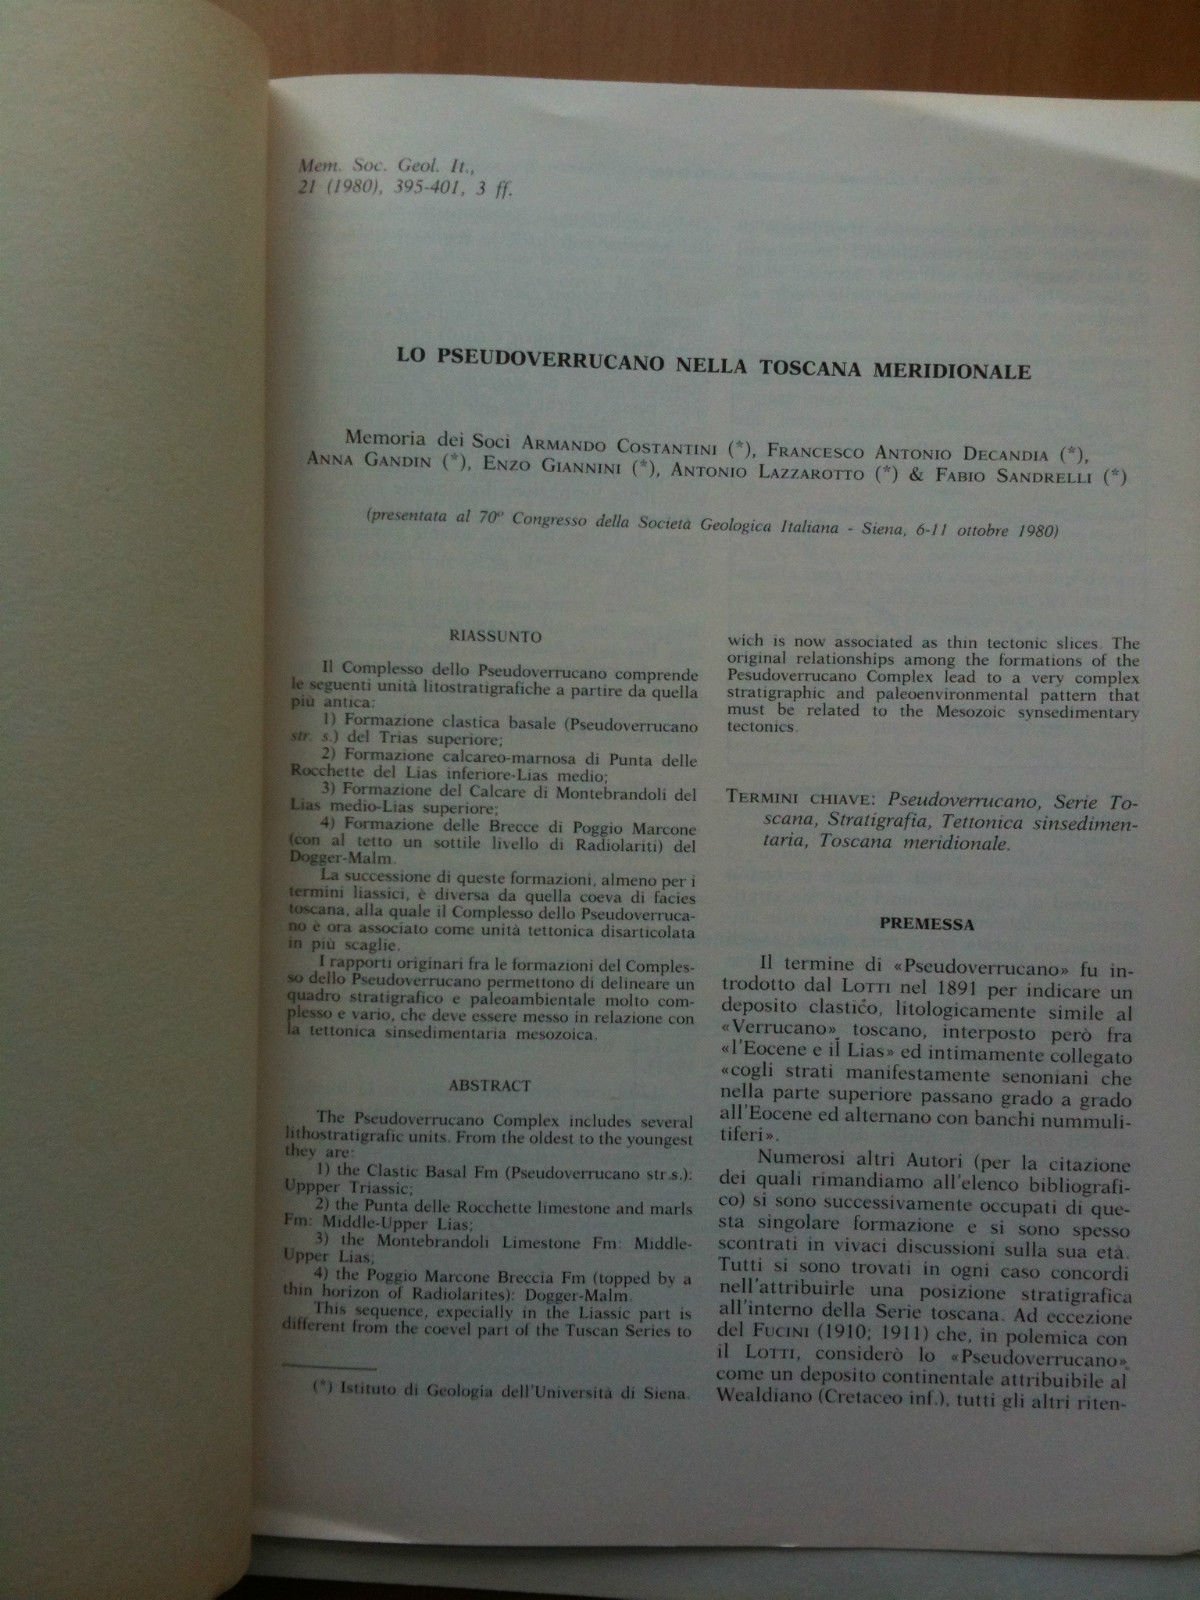 Mem. Soc. Geol. It.,
21 (1980), 395-401, 3 ff.
LO PSEUDOVERRUCANO NELLA TOSCANA MERIDIONALE
Memoria dei Soci ARMANDO COSTANTINI (*), FRANCESCO ANTONIO DECANDIA (*),
ANNA GANDIN (*), ENZO GIANNINI (*), ANTONIO LAZZAROTTO (*) & FABIO SANDRELLI (*)
(presentata al 70° Congresso della Società Geologica Italiana - Siena, 6-11 ottobre 1980)
RIASSUNTO
Il Complesso dello Pseudoverrucano comprende
le seguenti unità litostratigrafiche a partire da quella
più antica:
1) Formazione clastica basale (Pseudoverrucano
str. s.) del Trias superiore;
2) Formazione calcareo-marnosa di Punta delle
Rocchette del Lias inferiore-Lias medio;
3) Formazione del Calcare di Montebrandoli del
Lias medio-Lias superiore;
4) Formazione delle Brecce di Poggio Marcone
(con al tetto un sottile livello di Radiolariti) del
Dogger-Malm.
La successione di queste formazioni, almeno per i
termini liassici, è diversa da quella coeva di facies
toscana, alla quale il Complesso dello Pseudoverruca-
no è ora associato come unità tettonica disarticolata
in più scaglie.
I rapporti originari fra le formazioni del Comples-
so dello Pseudoverrucano permettono di delineare un
quadro stratigrafico e paleoambientale molto com-
plesso e vario, che deve essere messo in relazione con
la tettonica sinsedimentaria mesozoica.
ABSTRACT
The Pseudoverrucano Complex includes several
lithostratigrafic units. From the oldest to the youngest
they are:
1) the Clastic Basal Fm (Pseudoverrucano str.s.):
Uppper Triassic;
2) the Punta delle Rocchette limestone and marls
Fm: Middle-Upper Lias;
3) the Montebrandoli Limestone Fm: Middle-
Upper Lias;
4) the Poggio Marcone Breccia Fm (topped by a
thin horizon of Radiolarites): Dogger-Malm.
This sequence, expecially in the Liassic part is
different from the coevel part of the Tuscan Series to
(*) Istituto di Geologia dell'Università di Siena.
wich is now associated as thin tectonic slices. The
original relationships among the formations of the
Pesudoverrucano Complex lead to a very complex
stratigraphic and paleoenvironmental pattern that
must be related to the Mesozoic synsedimentary
tectonics.
TERMINI CHIAVE: Pseudoverrucano, Serie To-
scana, Stratigrafia, Tettonica sinsedimen-
taria, Toscana meridionale.
PREMESSA
Il termine di «Pseudoverrucano» fu in-
trodotto dal LOTTI nel 1891 per indicare un
deposito clastico, litologicamente simile al
«Verrucano» toscano, interposto però fra
«l'Eocene e il Lias» ed intimamente collegato
«cogli strati manifestamente senoniani che
nella parte superiore passano grado a grado
all'Eocene ed alternano con banchi nummuli-
tiferi».
Numerosi altri Autori (per la citazione
dei quali rimandiamo all'elenco bibliografi-
co) si sono successivamente occupati di que-
sta singolare formazione e si sono spesso
scontrati in vivaci discussioni sulla sua età.
Tutti si sono trovati in ogni caso concordi
nell'attribuirle una posizione stratigrafica
all'interno della Serie toscana. Ad eccezione
del FUCINI (1910; 1911) che, in polemica con
il LOTTI, considerò lo «Pseudoverrucano»
come un deposito continentale attribuibile al
Wealdiano (Cretaceo inf.), tutti gli altri riten-